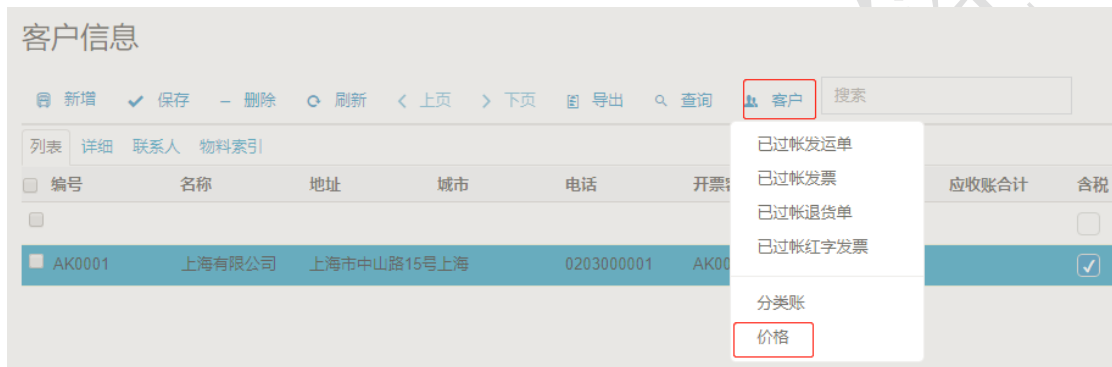 客户信息
新增 保存 删除 刷新 上页 下页 导出 查询 客户 搜索
列表 详细 联系人 物料索引
编号 名称 地址 城市 电话 开票 应收账合计 含税
AK0001 上海有限公司 上海市中山路15号上海 0203000001 AK00
已过帐发运单
已过帐发票
已过帐退货单
已过帐红字发票
分类账
价格